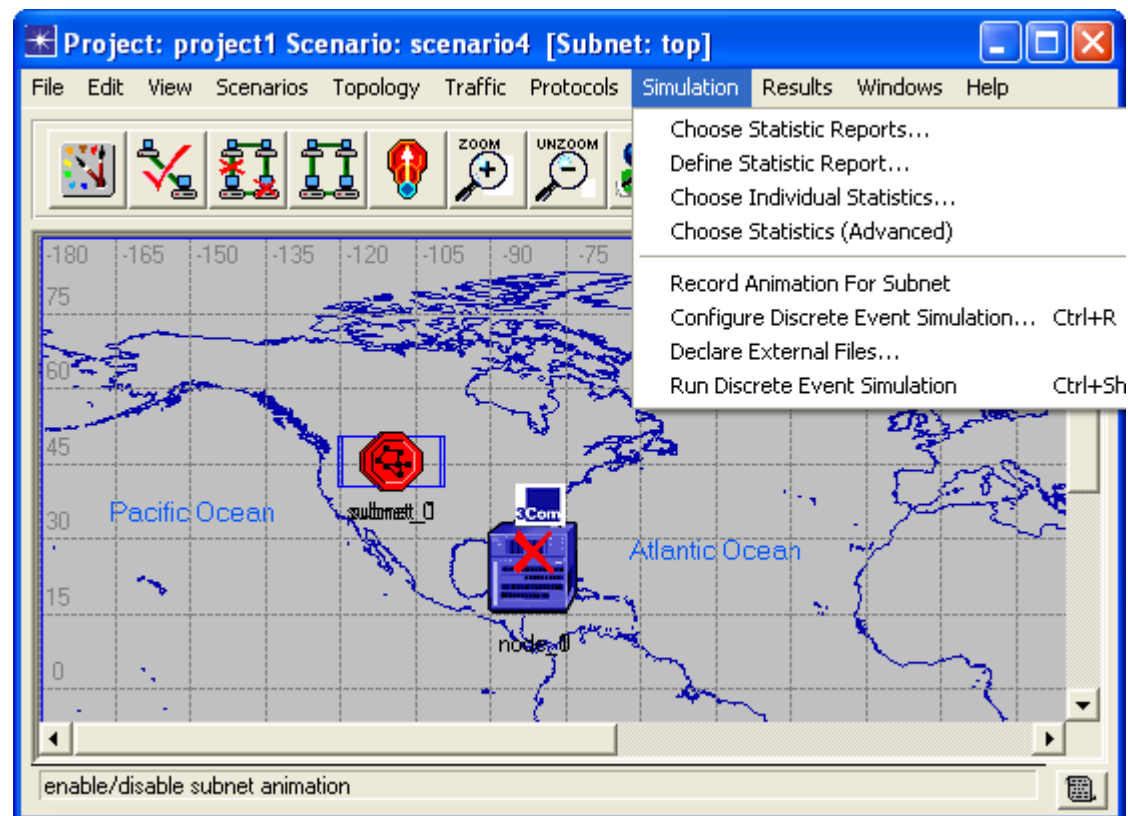 Project: project1 Scenario: scenario4 [Subnet: top]
File Edit View Scenarios Topology Traffic Protocols Simulation Results Windows Help
ZOOM UNZOOM
Choose Statistic Reports...
Define Statistic Report...
Choose Individual Statistics...
Choose Statistics (Advanced)
Record Animation For Subnet
Configure Discrete Event Simulation... Ctrl+R
Declare External Files...
Run Discrete Event Simulation Ctrl+Sh
-180 -165 -150 -135 -120 -105 -90 -75
75
60
45
30
15
0
Pacific Ocean
3Com
Atlantic Ocean
node_0
enable/disable subnet animation